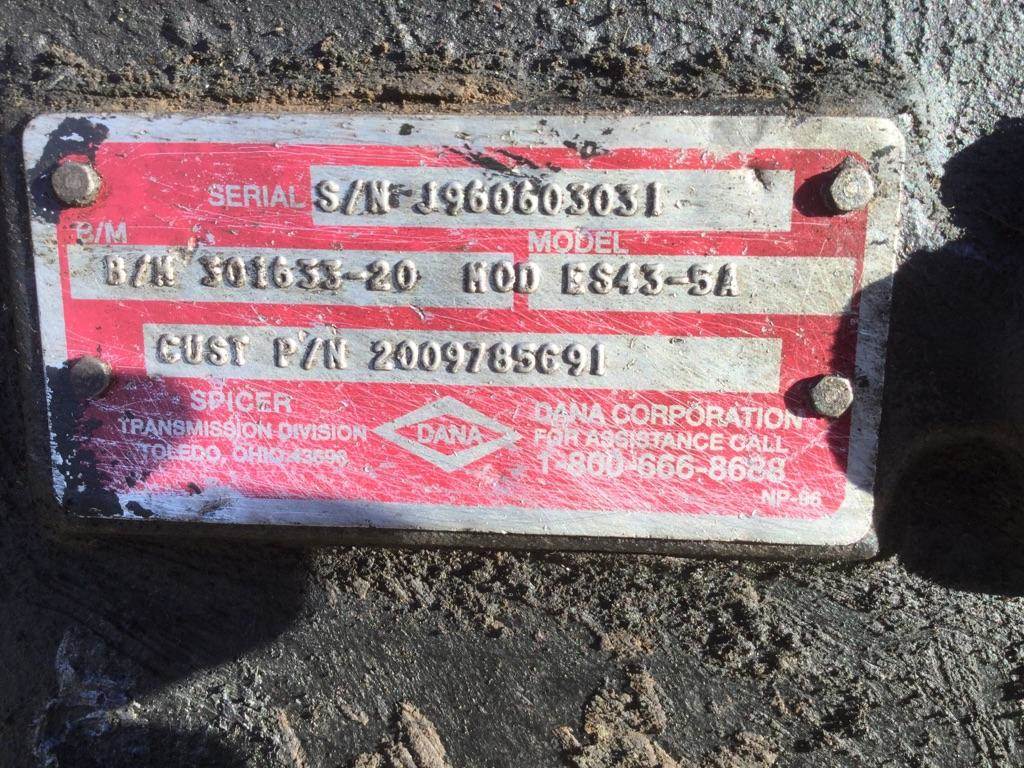 SERIAL S/N J960603031
B/M MODEL
B/M 301633-20 MOD ES43-5A
CUST P/N 2009785C91
SPICER
TRANSMISSION DIVISION
TOLEDO, OHIO
DANA
DANA CORPORATION
FOR ASSISTANCE CALL
1-800-666-8688
NP-96